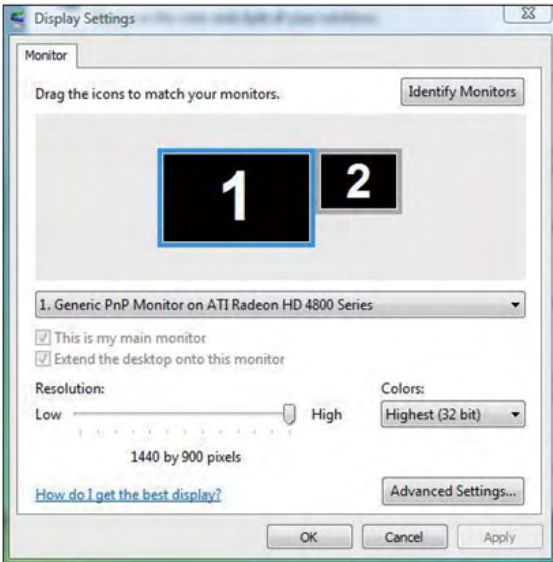 Display Settings
Monitor
Drag the icons to match your monitors.
Identify Monitors
1
2
1. Generic PnP Monitor on ATI Radeon HD 4800 Series
This is my main monitor
Extend the desktop onto this monitor
Resolution:
Colors:
Low
High
Highest (32 bit)
1440 by 900 pixels
How do I get the best display?
Advanced Settings...
OK
Cancel
Apply